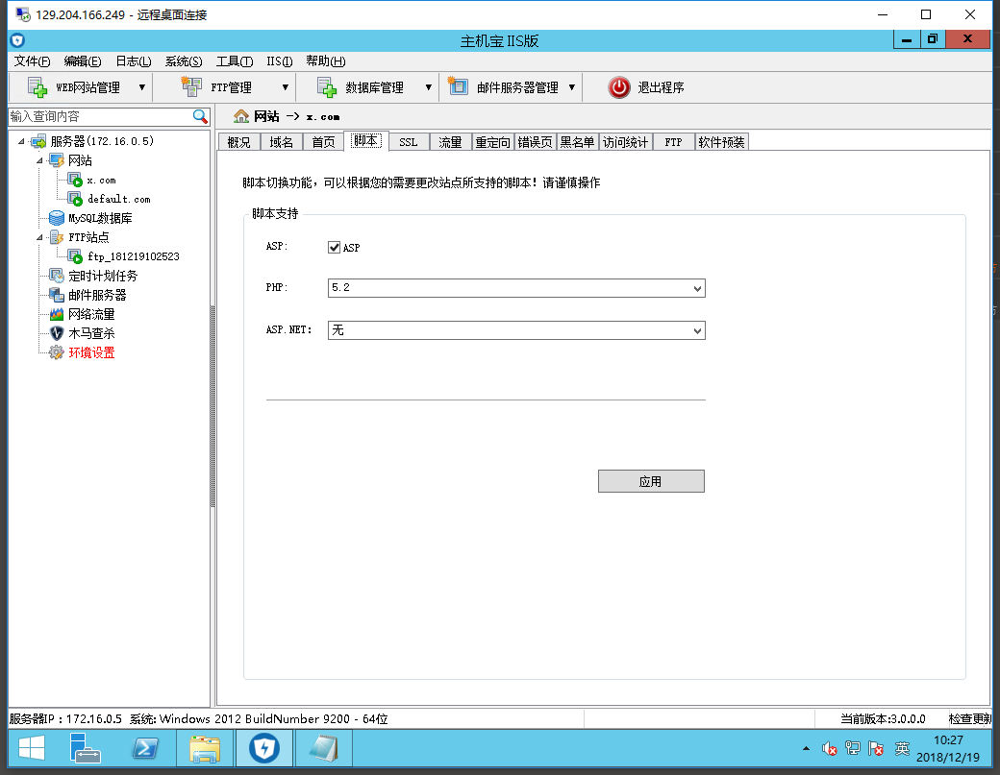 129.204.166.249 - 远程桌面连接
主机宝 IIS版
文件(F) 编辑(E) 日志(L) 系统(S) 工具(T) IIS(I) 帮助(H)
WEB网站管理 FTP管理 数据库管理 邮件服务器管理 退出程序
输入查询内容
网站 -> x.com
服务器(172.16.0.5)
网站
x.com
default.com
MySQL数据库
FTP站点
ftp_181219102523
定时计划任务
邮件服务器
网络流量
木马查杀
环境设置
概况 域名 首页 脚本 SSL 流量 重定向 错误页 黑名单 访问统计 FTP 软件预装
脚本切换功能，可以根据您的需要更改站点所支持的脚本！请谨慎操作
脚本支持
ASP: ASP
PHP: 5.2
ASP.NET: 无
应用
服务器IP：172.16.0.5 系统: Windows 2012 BuildNumber 9200 - 64位
当前版本:3.0.0.0 检查更新
英
10:27
2018/12/19